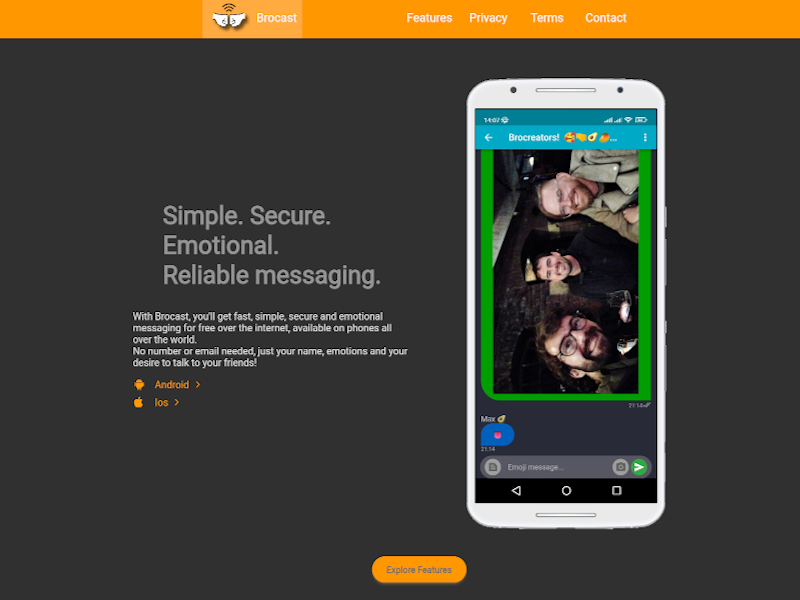 Brocast
Features
Privacy
Terms
Contact
Simple. Secure.
Emotional.
Reliable messaging.
With Brocast, you'll get fast, simple, secure and emotional
messaging for free over the internet, available on phones all
over the world.
No number or email needed, just your name, emotions and your
desire to talk to your friends!
Android
Ios
14:07
Brocreators! 🥰🤜🥑🥭...
21:14
Max 🥑
21:14
Emoji message...
Explore Features